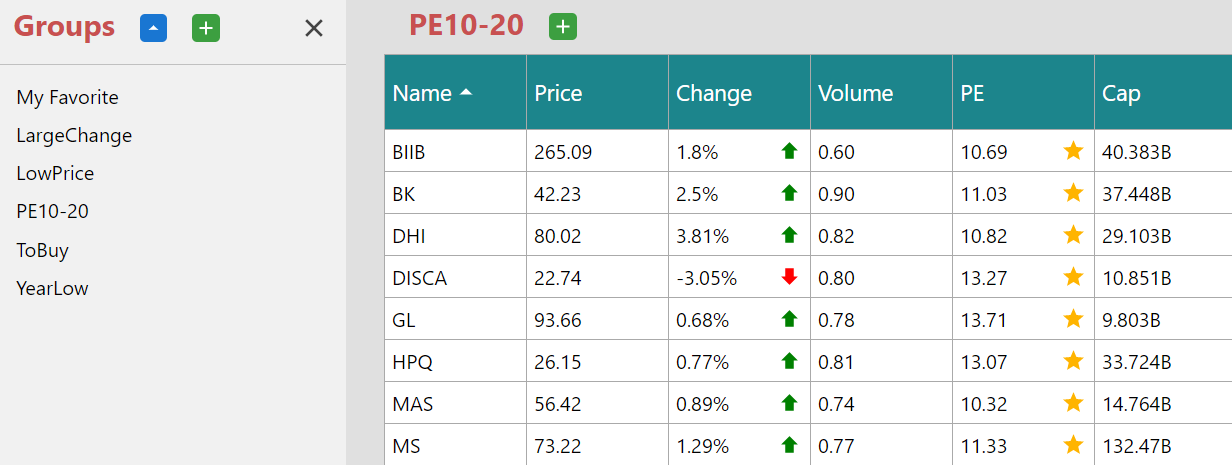 Groups
My Favorite
LargeChange
LowPrice
PE10-20
ToBuy
YearLow
PE10-20
Name Price Change Volume PE Cap
BIIB 265.09 1.8% 0.60 10.69 40.383B
BK 42.23 2.5% 0.90 11.03 37.448B
DHI 80.02 3.81% 0.82 10.82 29.103B
DISCA 22.74 -3.05% 0.80 13.27 10.851B
GL 93.66 0.68% 0.78 13.71 9.803B
HPQ 26.15 0.77% 0.81 13.07 33.724B
MAS 56.42 0.89% 0.74 10.32 14.764B
MS 73.22 1.29% 0.77 11.33 132.47B